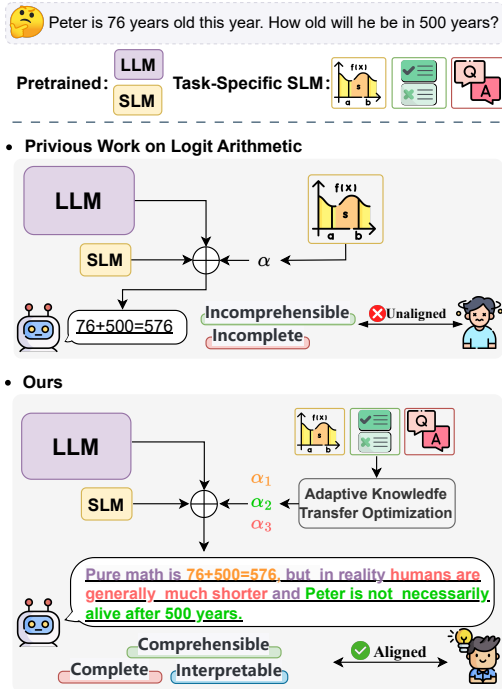 Peter is 76 years old this year. How old will he be in 500 years?
Pretrained: LLM SLM Task-Specific SLM: f(x) S a b Q A
• Privious Work on Logit Arithmetic
LLM
f(x) S a b
SLM
α
76+500=576
Incomprehensible
Incomplete
Unaligned
• Ours
LLM
f(x) S a b Q A
SLM
α1
α2
α3
Adaptive Knowledfe
Transfer Optimization
Pure math is 76+500=576, but in reality humans are
generally much shorter and Peter is not necessarily
alive after 500 years.
Comprehensible
Complete
Interpretable
Aligned